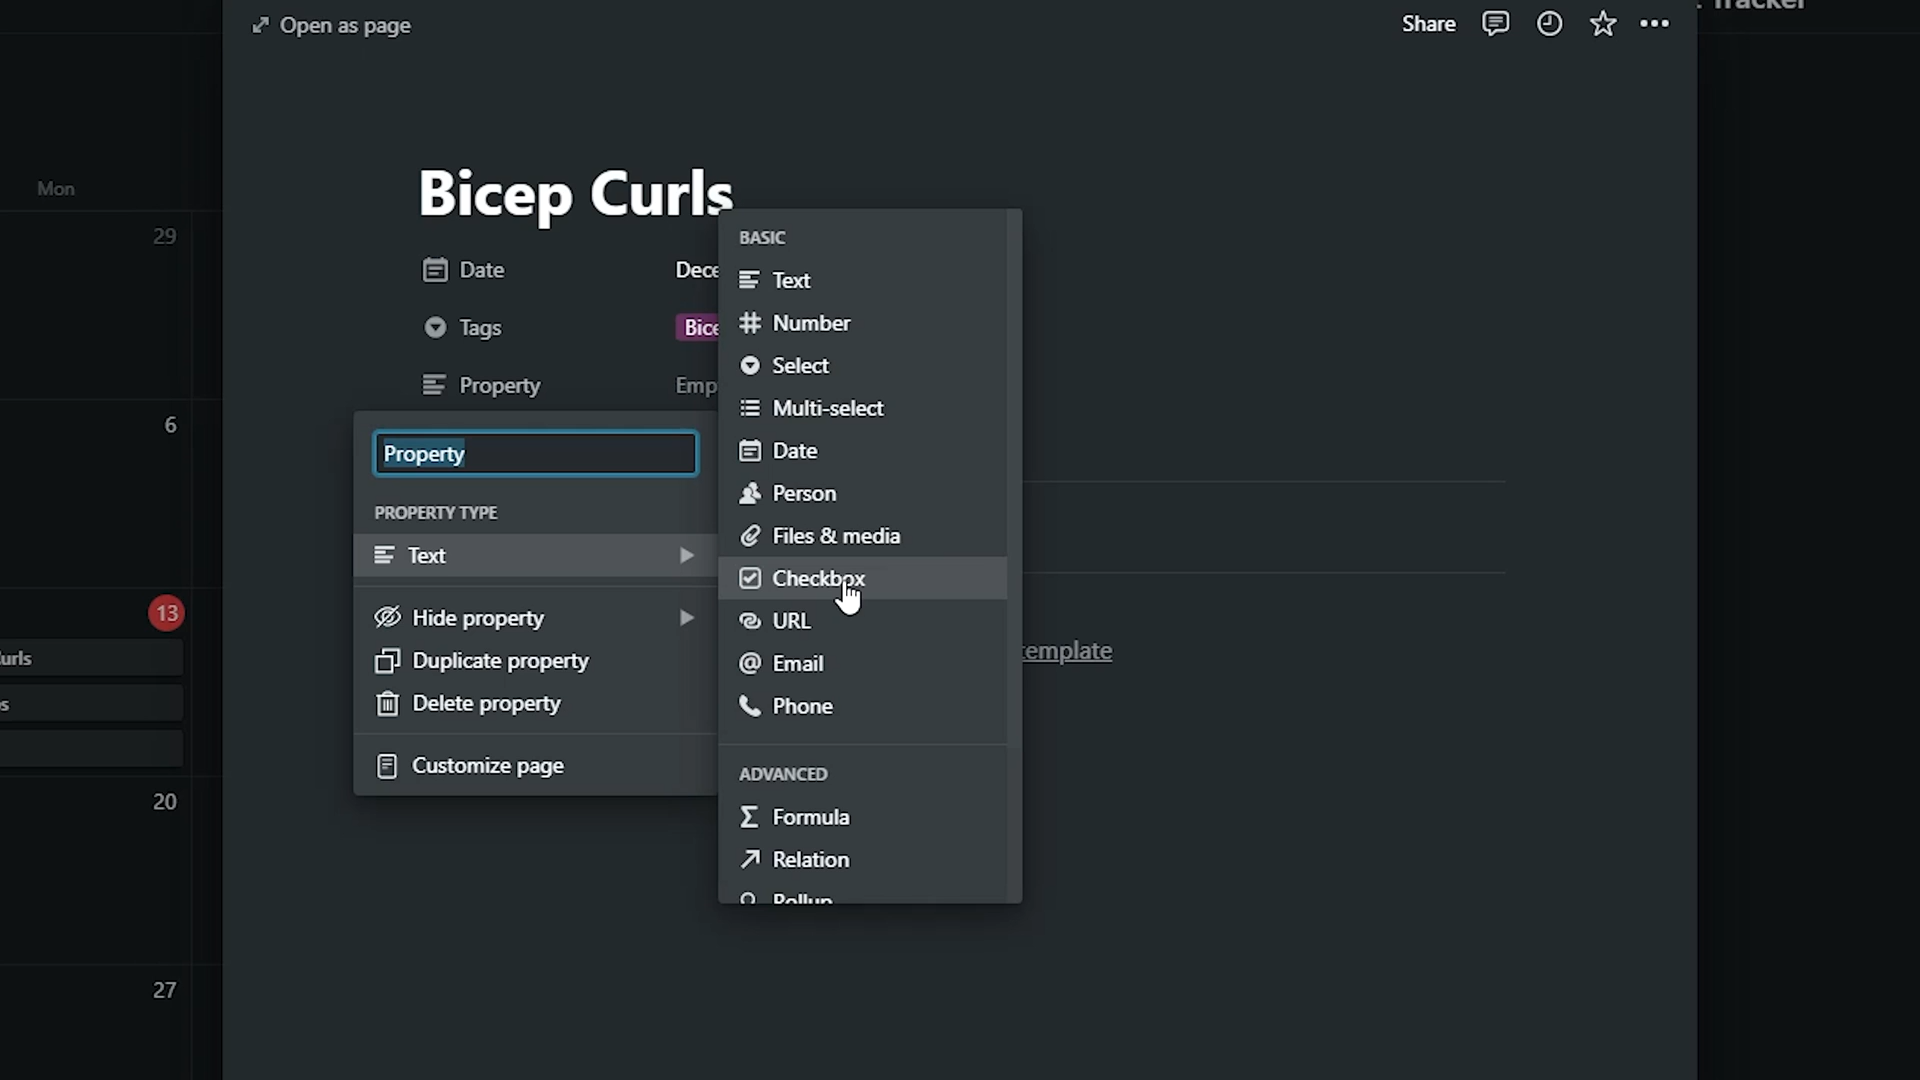 Open as page
Share
Tracker
Mon
29
6
13
urls
s
20
27
Bicep Curls
Date
Dece
Tags
Bice
Property
Emp
Property
PROPERTY TYPE
Text
Hide property
Duplicate property
Delete property
Customize page
BASIC
Text
Number
Select
Multi-select
Date
Person
Files & media
Checkbox
URL
Email
Phone
ADVANCED
Formula
Relation
Rollup
template